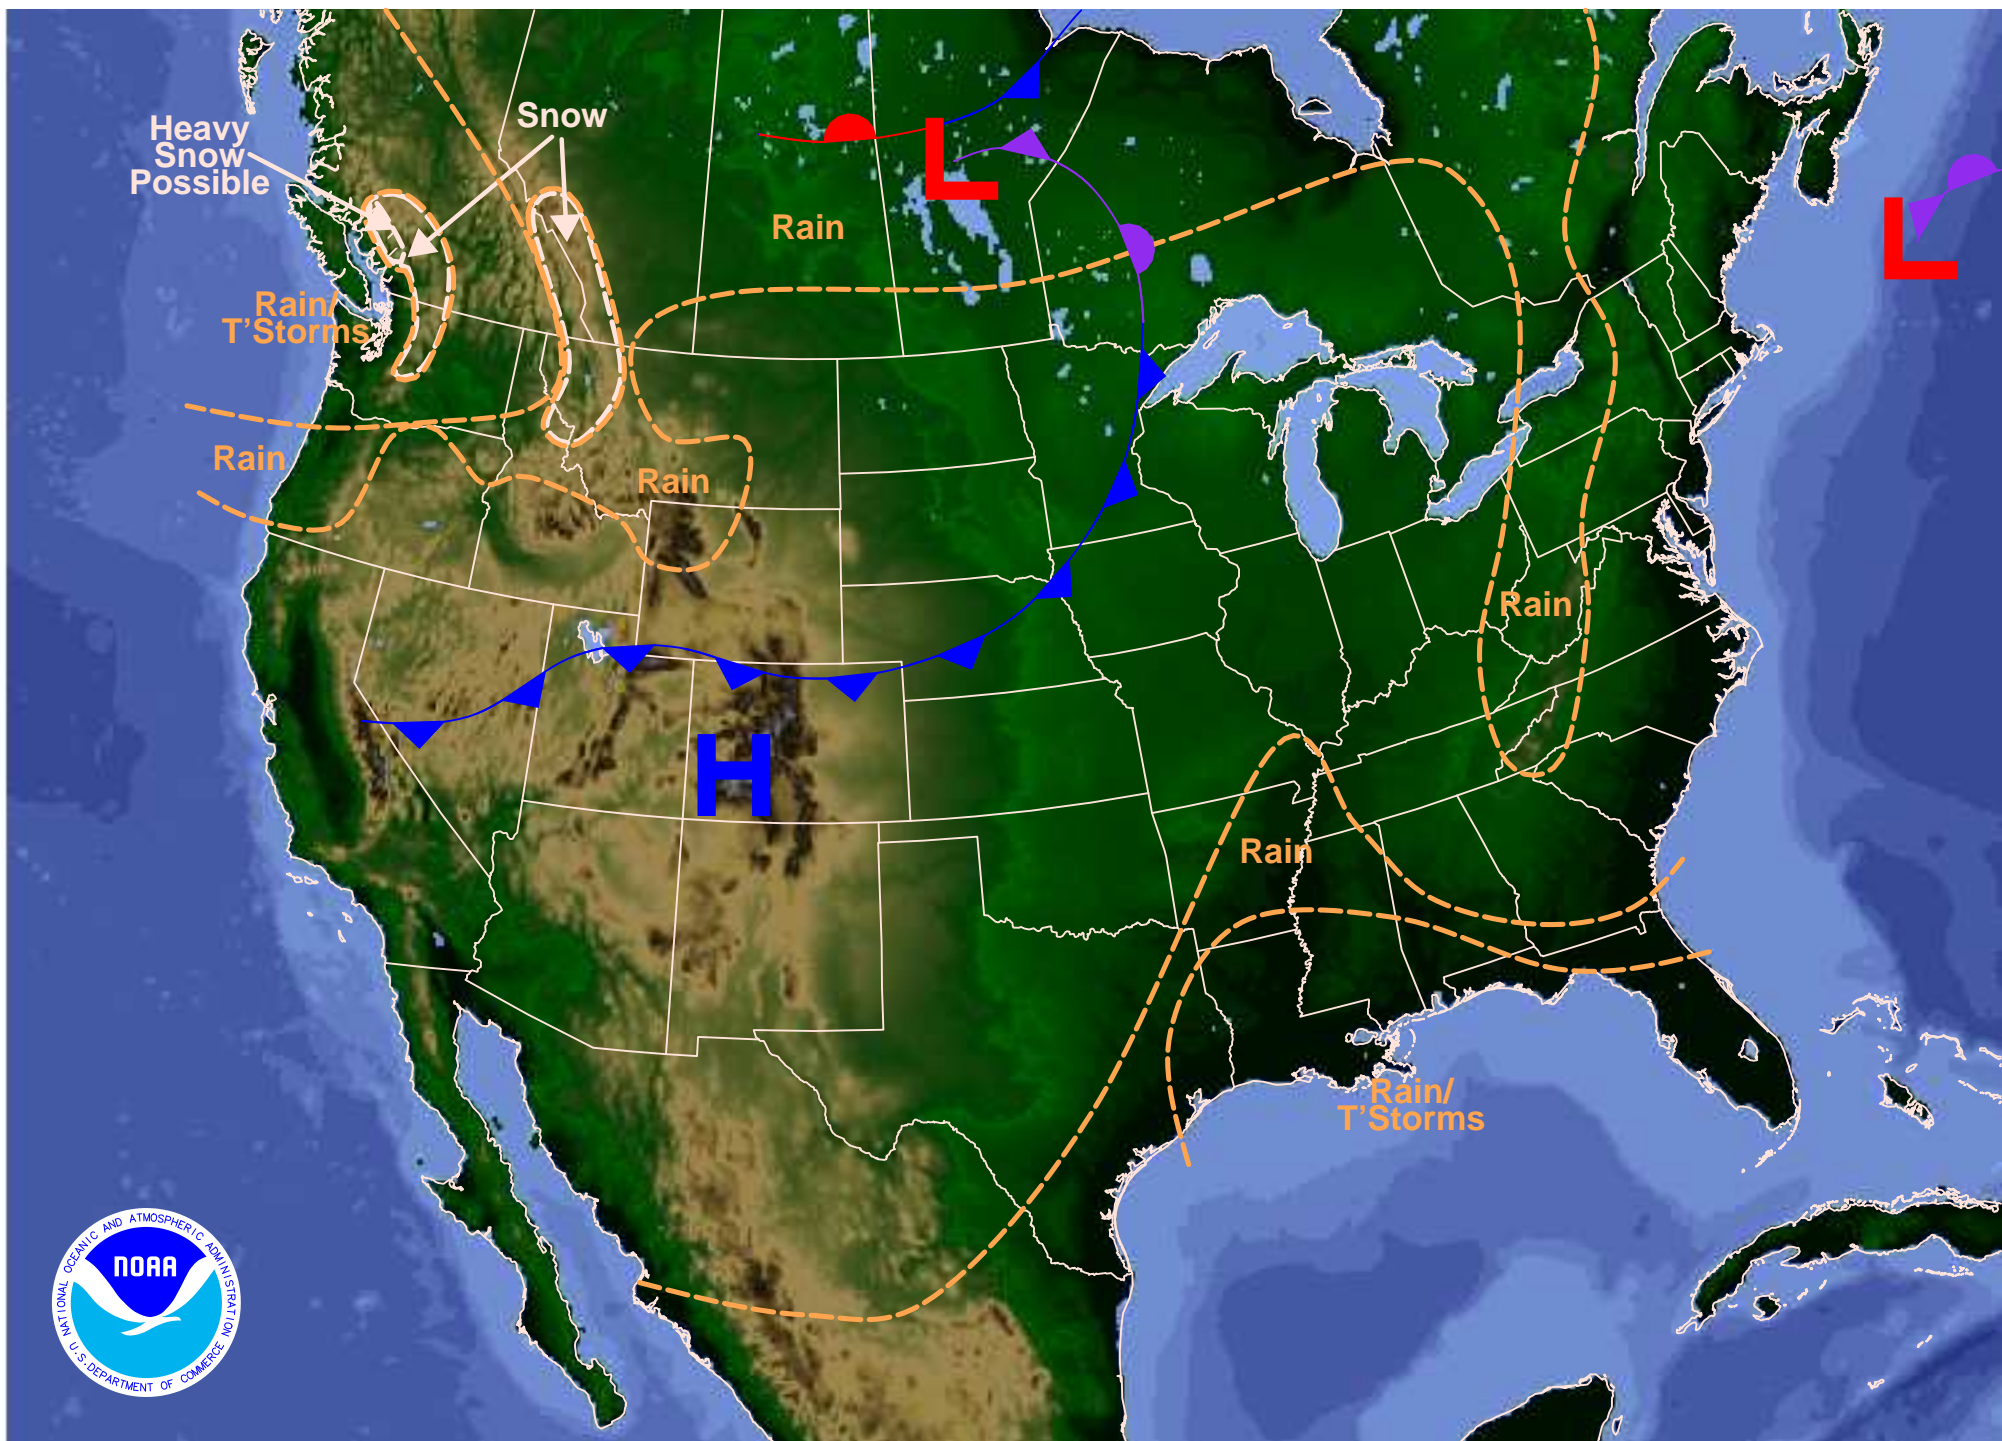 Heavy
Snow
Possible
Snow
L
Rain
L
Rain/
T'Storms
Rain
Rain
Rain
H
Rain
Rain/
T'Storms
NATIONAL OCEANIC AND ATMOSPHERIC ADMINISTRATION
NOAA
U.S. DEPARTMENT OF COMMERCE